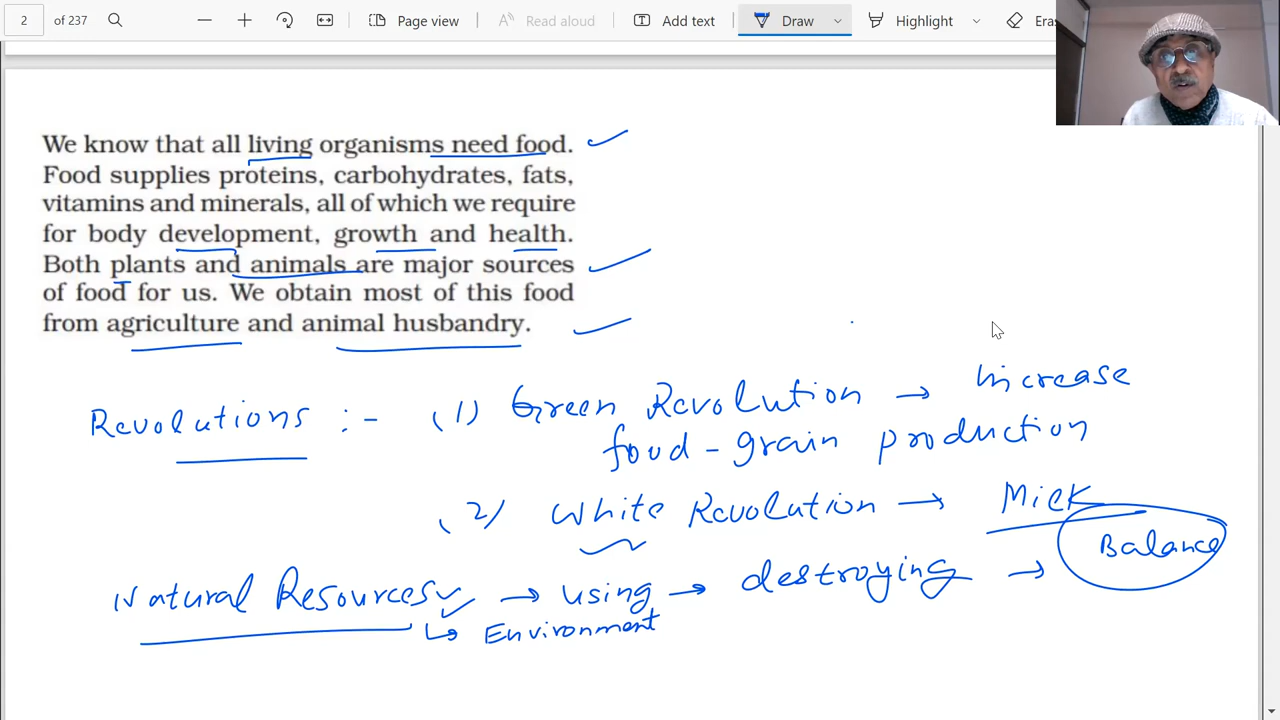 2 of 237 Page view Read aloud Add text Draw Highlight Eras
We know that all living organisms need food.
Food supplies proteins, carbohydrates, fats,
vitamins and minerals, all of which we require
for body development, growth and health.
Both plants and animals are major sources
of food for us. We obtain most of this food
from agriculture and animal husbandry.
Revolutions :- (1) Green Revolution → Increase
food-grain production
(2) White Revolution → Milk
Natural Resources → using → destroying → Balance
↳ Environment